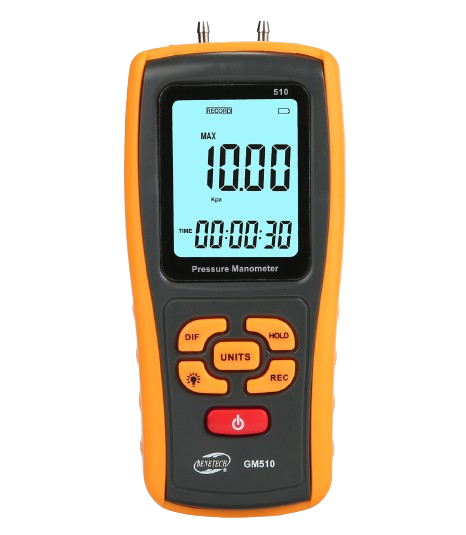 510
RECORD
MAX
10.00
Kpa
TIME 00:00:30
Pressure Manometer
DIF
HOLD
UNITS
REC
BENETECH ®
GM510